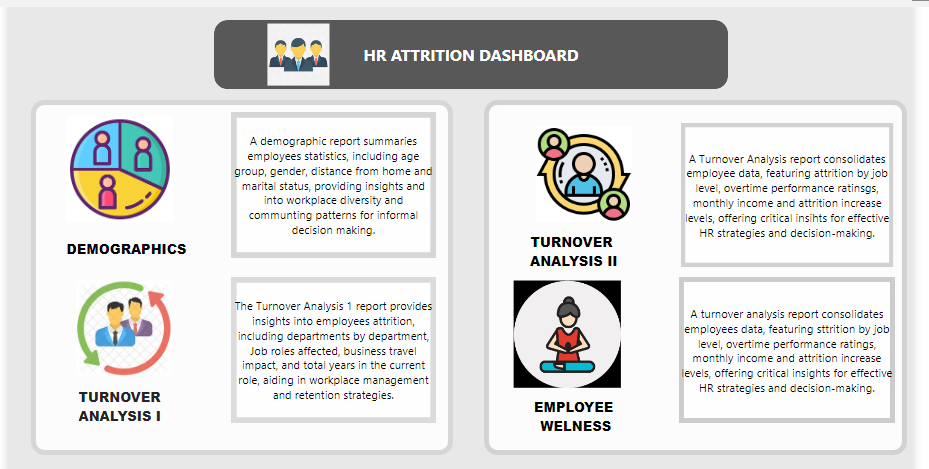 HR ATTRITION DASHBOARD
A demographic report summaries
employees statistics, including age
group, gender, distance from home and
marital status, providing insights and
into workplace diversity and
communting patterns for informal
decision making.
DEMOGRAPHICS
The Turnover Analysis 1 report provides
insights into employees attrition,
including departments by department,
Job roles affected, business travel
impact, and total years in the current
role, aiding in workplace management
and retention strategies.
TURNOVER
ANALYSIS I
A Turnover Analysis report consolidates
employee data, featuring attrition by job
level, overtime performance ratinsgs,
monthly income and attrition increase
levels, offering critical insihts for effective
HR strategies and decision-making.
TURNOVER
ANALYSIS II
A turnover analysis report consolidates
employees data, featuring sttrition by job
level, overtime performance ratings,
monthly income and attrition increase
levels, offering critical insights for effective
HR strategies and decision-making.
EMPLOYEE
WELNESS